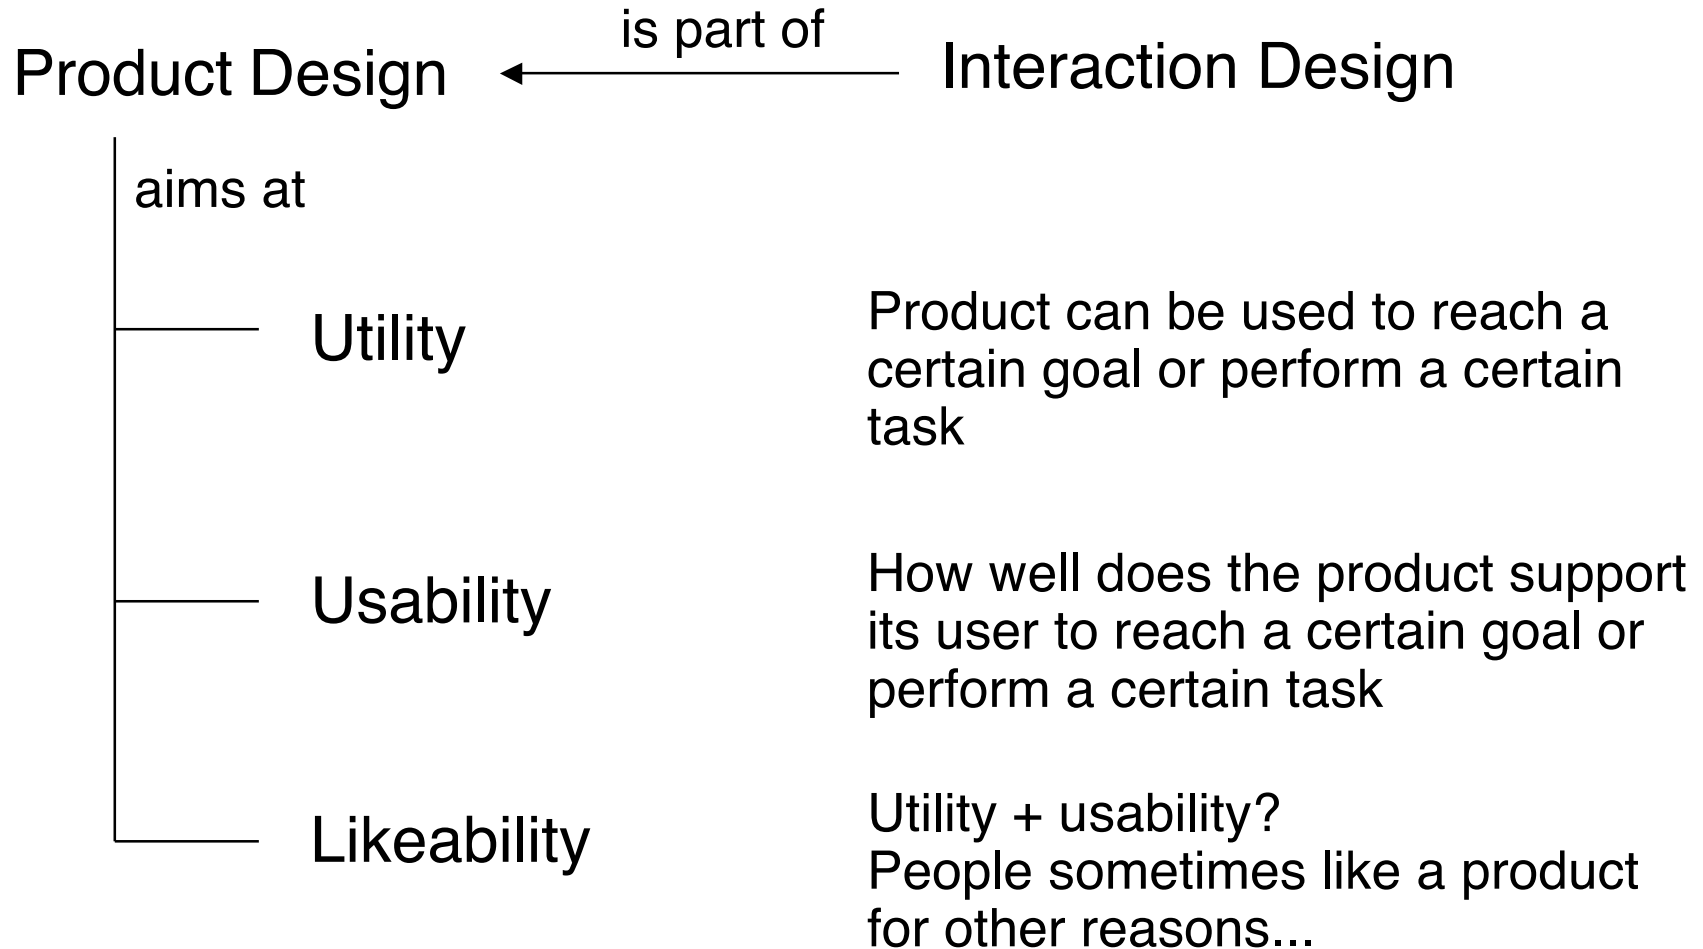 is part of
Product Design
Interaction Design
aims at
Utility
Product can be used to reach a
certain goal or perform a certain
task
Usability
How well does the product support
its user to reach a certain goal or
perform a certain task
Likeability
Utility + usability?
People sometimes like a product
for other reasons...